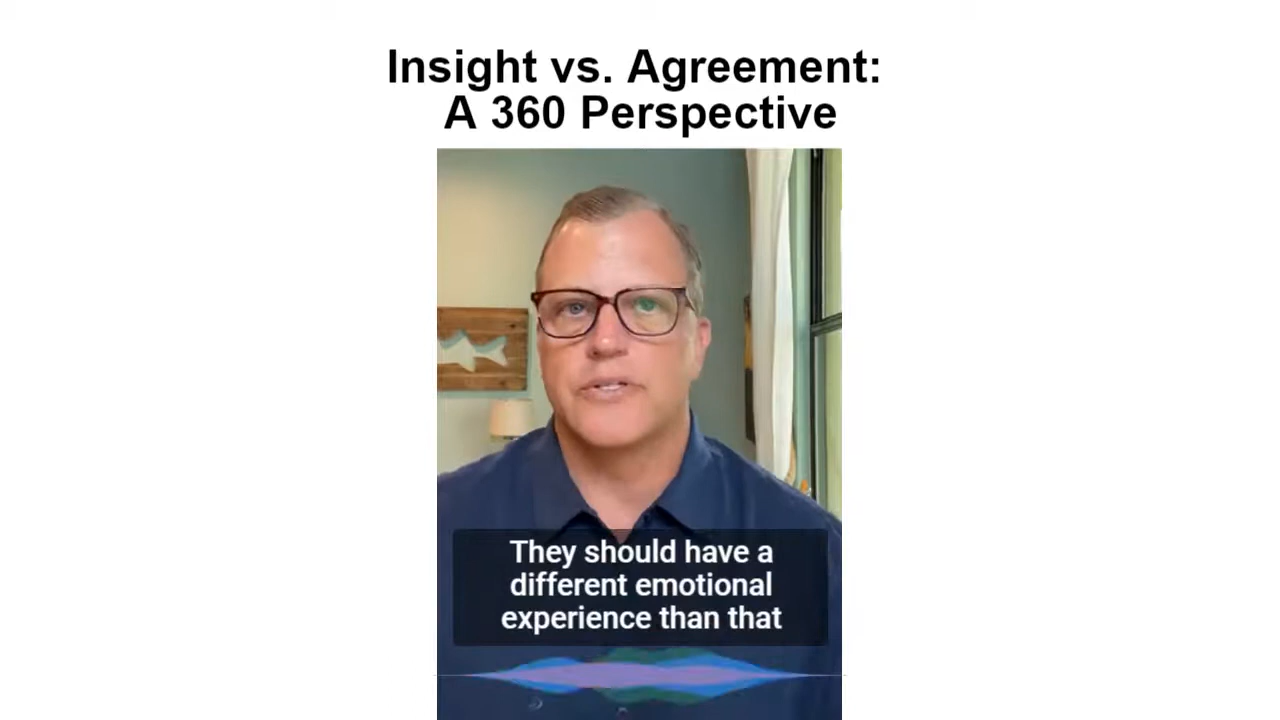 Insight vs. Agreement:
A 360 Perspective
They should have a
different emotional
experience than that